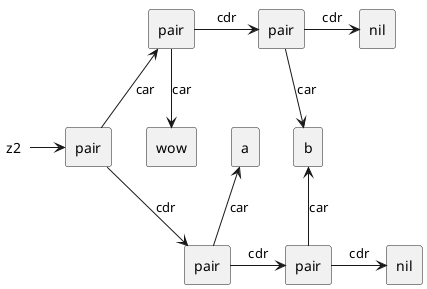 pair cdr pair cdr nil
car car car
z2 pair wow a b
cdr car car
pair cdr pair cdr nil